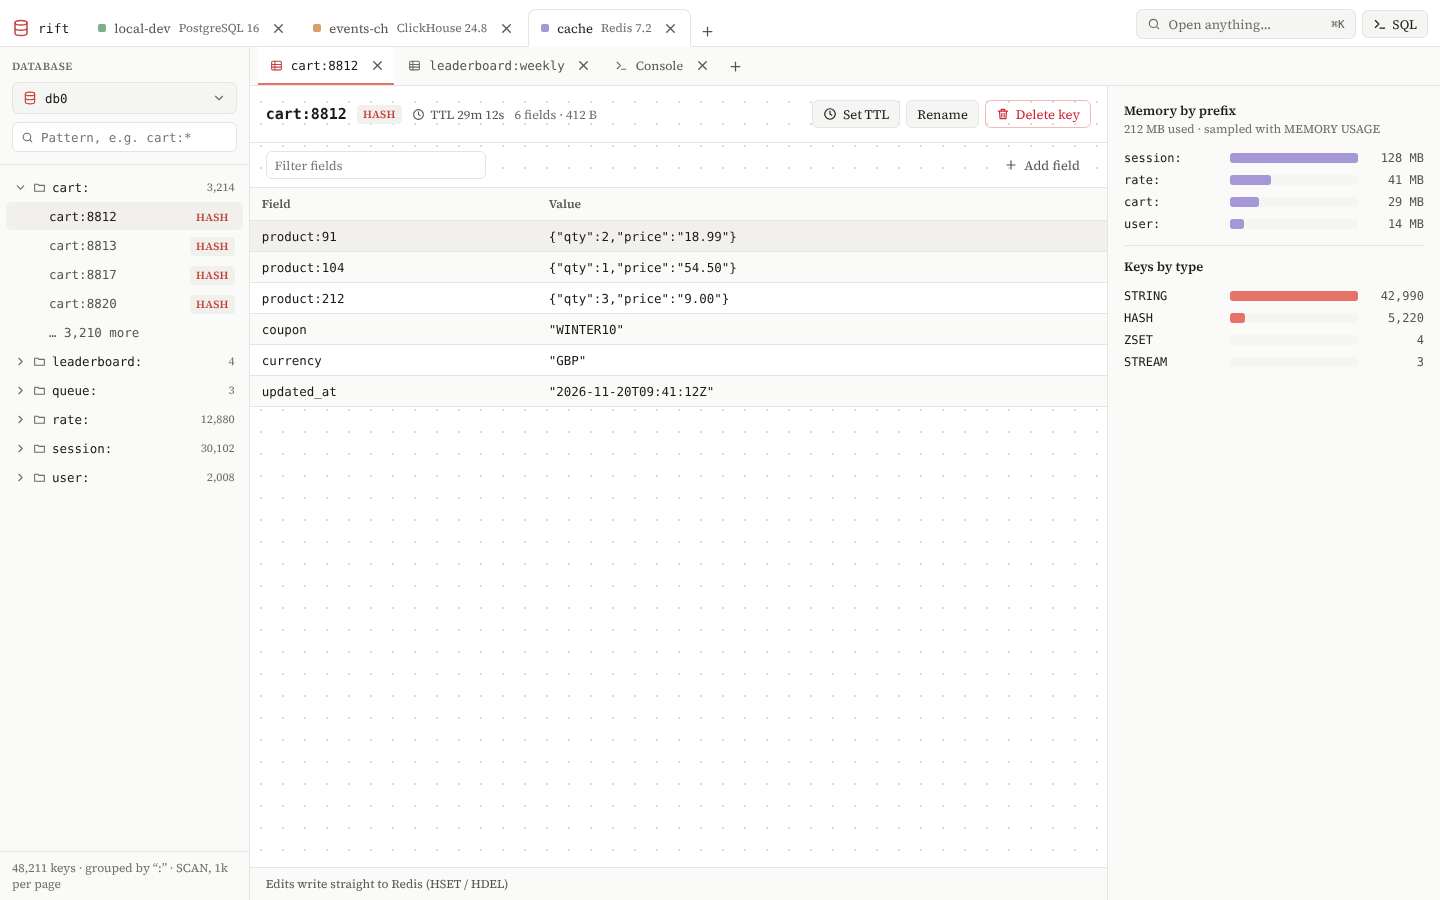 rift
local-dev PostgreSQL 16
events-ch ClickHouse 24.8
cache Redis 7.2
Open anything... ⌘K
SQL
DATABASE
db0
Pattern, e.g. cart:*
cart: 3,214
cart:8812 HASH
cart:8813 HASH
cart:8817 HASH
cart:8820 HASH
… 3,210 more
leaderboard: 4
queue: 3
rate: 12,880
session: 30,102
user: 2,008
48,211 keys · grouped by “:” · SCAN, 1k
per page
cart:8812
leaderboard:weekly
Console
cart:8812 HASH TTL 29m 12s 6 fields · 412 B
Set TTL
Rename
Delete key
Filter fields
Add field
Field Value
product:91 {"qty":2,"price":"18.99"}
product:104 {"qty":1,"price":"54.50"}
product:212 {"qty":3,"price":"9.00"}
coupon "WINTER10"
currency "GBP"
updated_at "2026-11-20T09:41:12Z"
Edits write straight to Redis (HSET / HDEL)
Memory by prefix
212 MB used · sampled with MEMORY USAGE
session: 128 MB
rate: 41 MB
cart: 29 MB
user: 14 MB
Keys by type
STRING 42,990
HASH 5,220
ZSET 4
STREAM 3